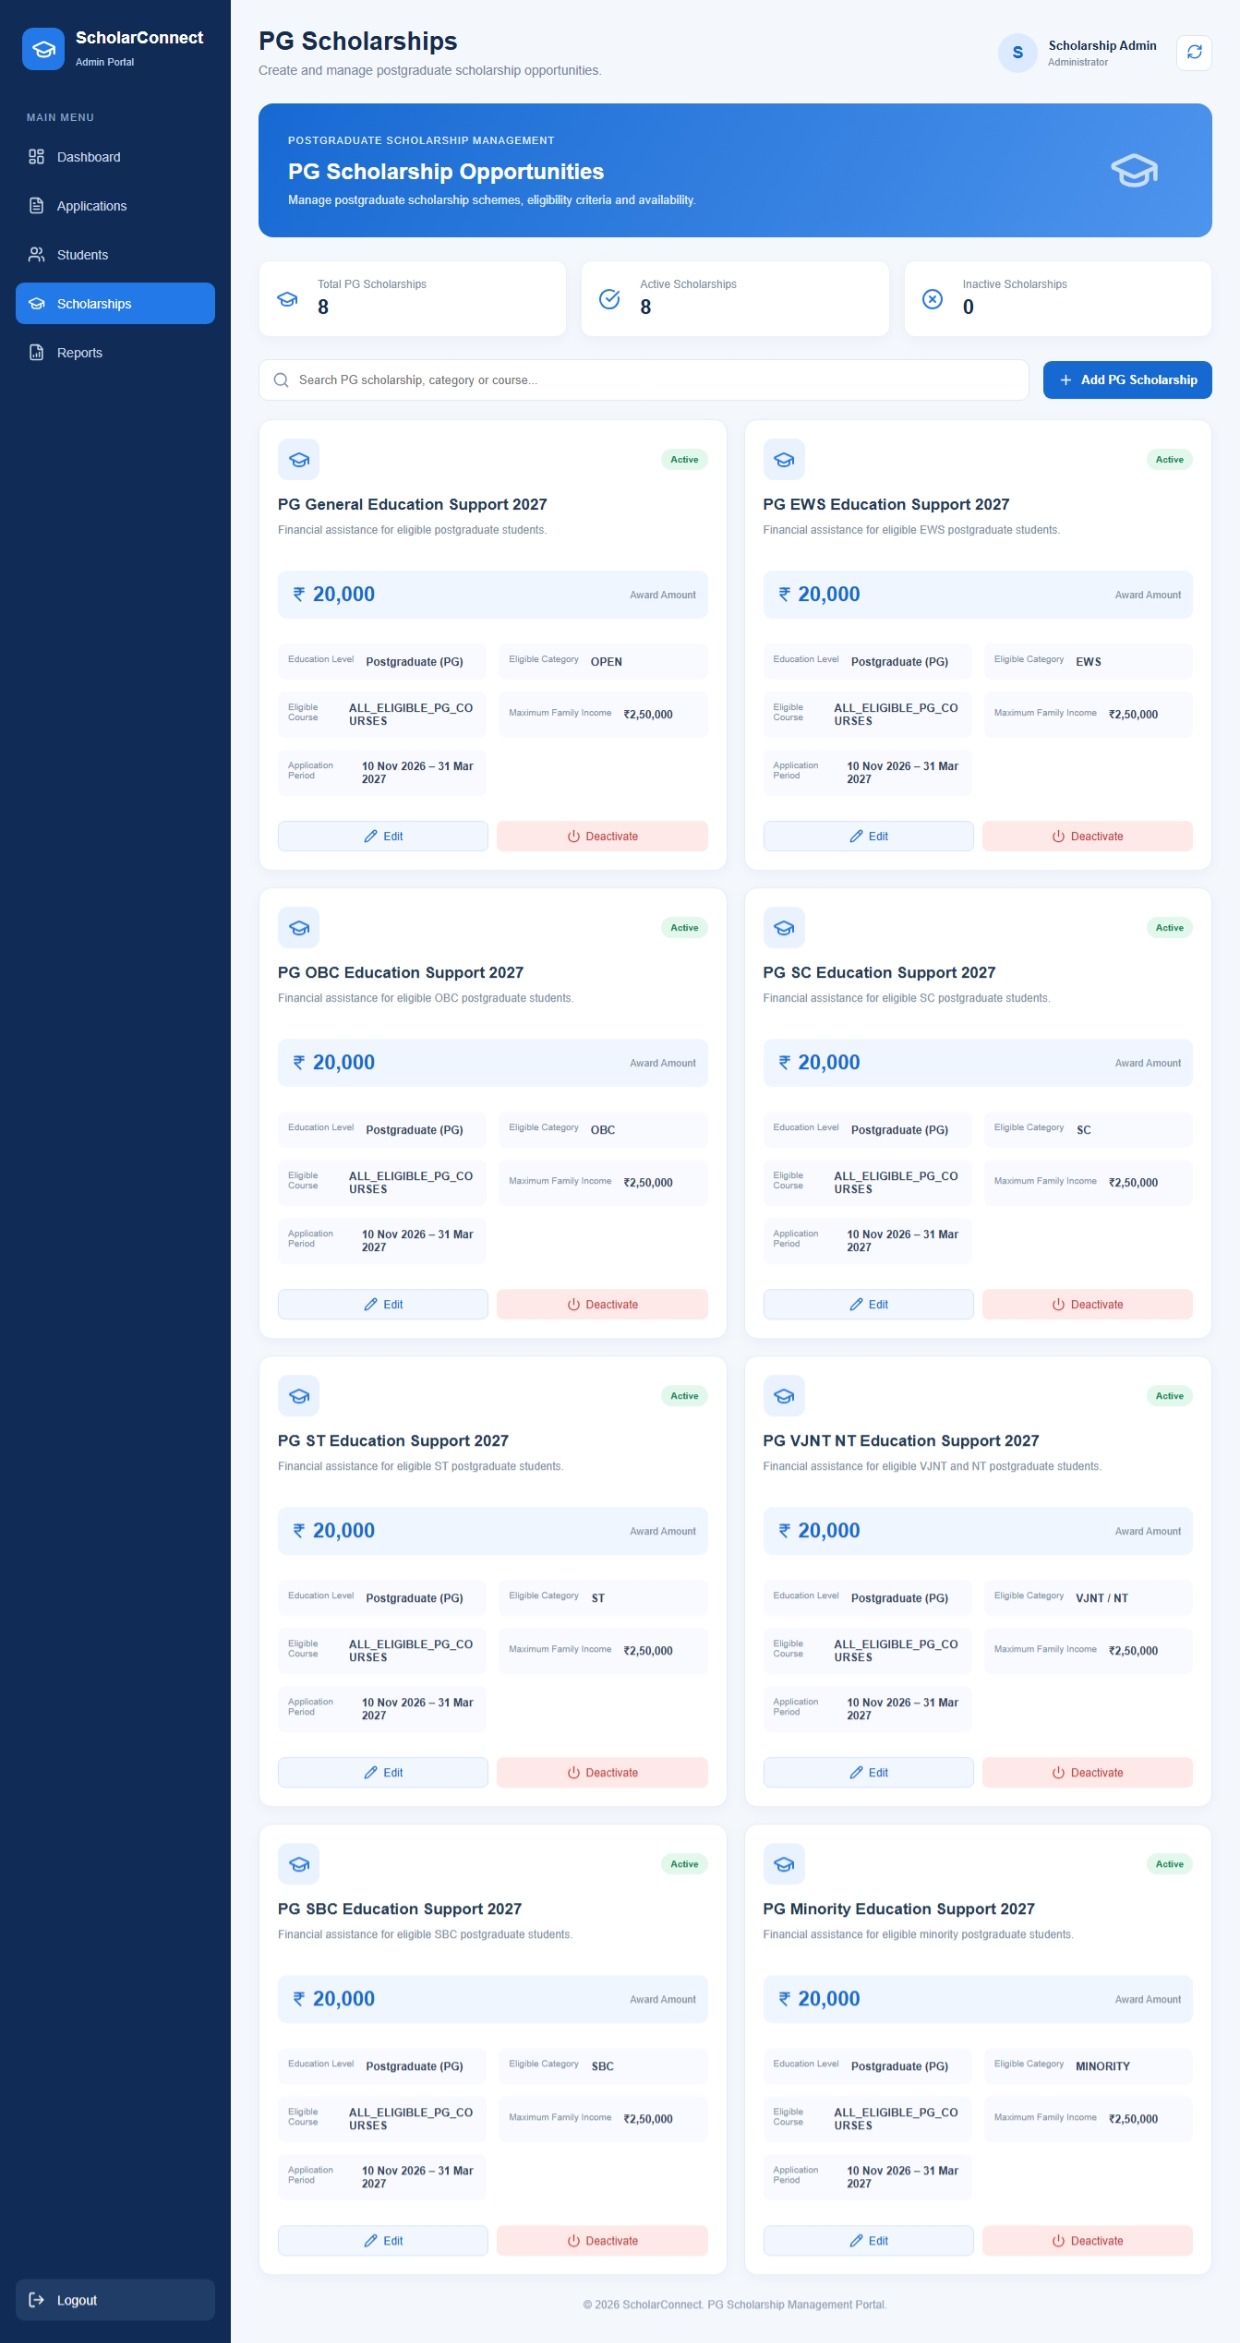 ScholarConnect
Admin Portal
MAIN MENU
Dashboard
Applications
Students
Scholarships
Reports
Logout
PG Scholarships
Create and manage postgraduate scholarship opportunities.
S
Scholarship Admin
Administrator
POSTGRADUATE SCHOLARSHIP MANAGEMENT
PG Scholarship Opportunities
Manage postgraduate scholarship schemes, eligibility criteria and availability.
Total PG Scholarships
8
Active Scholarships
8
Inactive Scholarships
0
Search PG scholarship, category or course...
Add PG Scholarship
Active
PG General Education Support 2027
Financial assistance for eligible postgraduate students.
₹ 20,000
Award Amount
Education Level
Postgraduate (PG)
Eligible Category
OPEN
Eligible
Course
ALL_ELIGIBLE_PG_CO
URSES
Maximum Family Income
₹2,50,000
Application
Period
10 Nov 2026 – 31 Mar
2027
Edit
Deactivate
Active
PG EWS Education Support 2027
Financial assistance for eligible EWS postgraduate students.
₹ 20,000
Award Amount
Education Level
Postgraduate (PG)
Eligible Category
EWS
Eligible
Course
ALL_ELIGIBLE_PG_CO
URSES
Maximum Family Income
₹2,50,000
Application
Period
10 Nov 2026 – 31 Mar
2027
Edit
Deactivate
Active
PG OBC Education Support 2027
Financial assistance for eligible OBC postgraduate students.
₹ 20,000
Award Amount
Education Level
Postgraduate (PG)
Eligible Category
OBC
Eligible
Course
ALL_ELIGIBLE_PG_CO
URSES
Maximum Family Income
₹2,50,000
Application
Period
10 Nov 2026 – 31 Mar
2027
Edit
Deactivate
Active
PG SC Education Support 2027
Financial assistance for eligible SC postgraduate students.
₹ 20,000
Award Amount
Education Level
Postgraduate (PG)
Eligible Category
SC
Eligible
Course
ALL_ELIGIBLE_PG_CO
URSES
Maximum Family Income
₹2,50,000
Application
Period
10 Nov 2026 – 31 Mar
2027
Edit
Deactivate
Active
PG ST Education Support 2027
Financial assistance for eligible ST postgraduate students.
₹ 20,000
Award Amount
Education Level
Postgraduate (PG)
Eligible Category
ST
Eligible
Course
ALL_ELIGIBLE_PG_CO
URSES
Maximum Family Income
₹2,50,000
Application
Period
10 Nov 2026 – 31 Mar
2027
Edit
Deactivate
Active
PG VJNT NT Education Support 2027
Financial assistance for eligible VJNT and NT postgraduate students.
₹ 20,000
Award Amount
Education Level
Postgraduate (PG)
Eligible Category
VJNT / NT
Eligible
Course
ALL_ELIGIBLE_PG_CO
URSES
Maximum Family Income
₹2,50,000
Application
Period
10 Nov 2026 – 31 Mar
2027
Edit
Deactivate
Active
PG SBC Education Support 2027
Financial assistance for eligible SBC postgraduate students.
₹ 20,000
Award Amount
Education Level
Postgraduate (PG)
Eligible Category
SBC
Eligible
Course
ALL_ELIGIBLE_PG_CO
URSES
Maximum Family Income
₹2,50,000
Application
Period
10 Nov 2026 – 31 Mar
2027
Edit
Deactivate
Active
PG Minority Education Support 2027
Financial assistance for eligible minority postgraduate students.
₹ 20,000
Award Amount
Education Level
Postgraduate (PG)
Eligible Category
MINORITY
Eligible
Course
ALL_ELIGIBLE_PG_CO
URSES
Maximum Family Income
₹2,50,000
Application
Period
10 Nov 2026 – 31 Mar
2027
Edit
Deactivate
© 2026 ScholarConnect. PG Scholarship Management Portal.